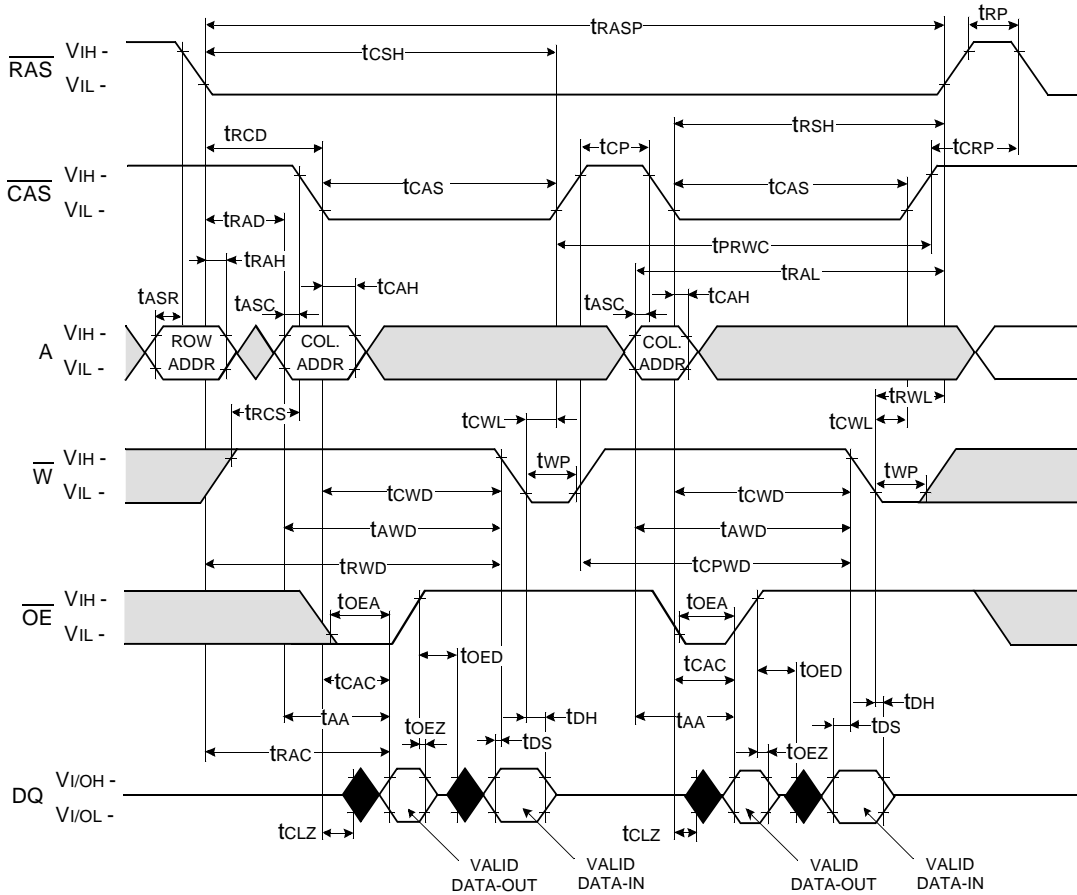 tRASP
tRP
tCSH
RAS
VIH -
VIL -
tRCD
tRSH
tCP
tCRP
CAS
VIH -
VIL -
tCAS
tCAS
tRAD
tPRWC
tRAH
tRAL
tASR
tASC
tCAH
tASC
tCAH
A
VIH -
VIL -
ROW
ADDR
COL.
ADDR
COL.
ADDR
tRCS
tCWL
tRWL
tCWL
W
VIH -
VIL -
tWP
tWP
tCWD
tCWD
tAWD
tAWD
tRWD
tCPWD
OE
VIH -
VIL -
tOEA
tOEA
tOED
tOED
tCAC
tCAC
tAA
tDH
tAA
tDH
tOEZ
tDS
tDS
tRAC
tOEZ
DQ
VI/OH -
VI/OL -
tCLZ
tCLZ
VALID
DATA-OUT
VALID
DATA-IN
VALID
DATA-OUT
VALID
DATA-IN